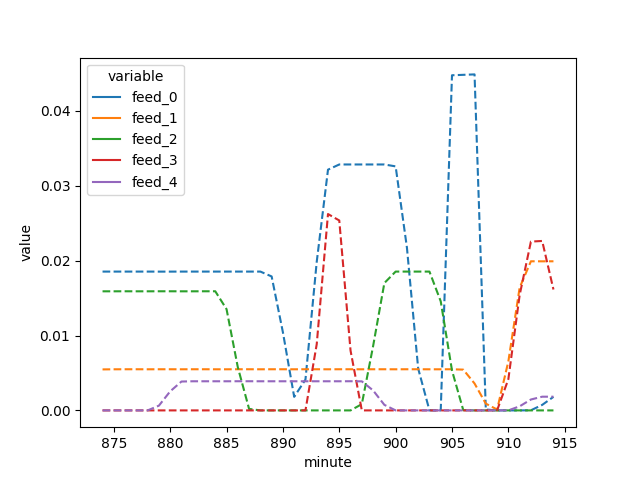 variable
feed_0
feed_1
feed_2
feed_3
feed_4
value
0.04
0.03
0.02
0.01
0.00
875 880 885 890 895 900 905 910 915
minute